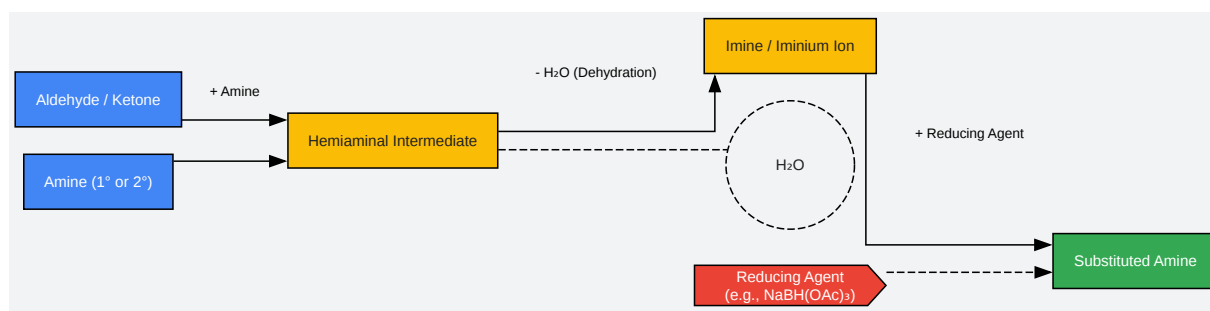 Aldehyde / Ketone
+ Amine
Amine (1° or 2°)
Hemiaminal Intermediate
- H₂O (Dehydration)
Imine / Iminium Ion
H₂O
+ Reducing Agent
Reducing Agent
(e.g., NaBH(OAc)₃)
Substituted Amine